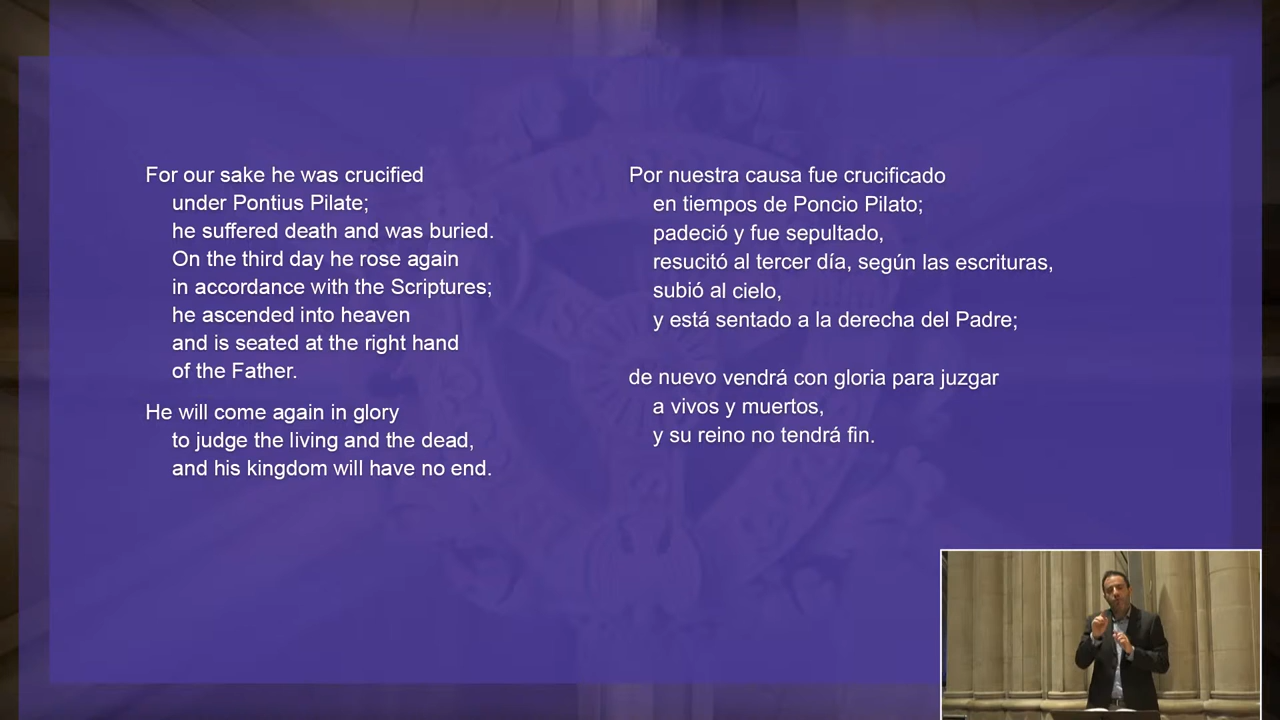 For our sake he was crucified
under Pontius Pilate;
he suffered death and was buried.
On the third day he rose again
in accordance with the Scriptures;
he ascended into heaven
and is seated at the right hand
of the Father.
He will come again in glory
to judge the living and the dead,
and his kingdom will have no end.
Por nuestra causa fue crucificado
en tiempos de Poncio Pilato;
padeció y fue sepultado,
resucitó al tercer día, según las escrituras,
subió al cielo,
y está sentado a la derecha del Padre;
de nuevo vendrá con gloria para juzgar
a vivos y muertos,
y su reino no tendrá fin.